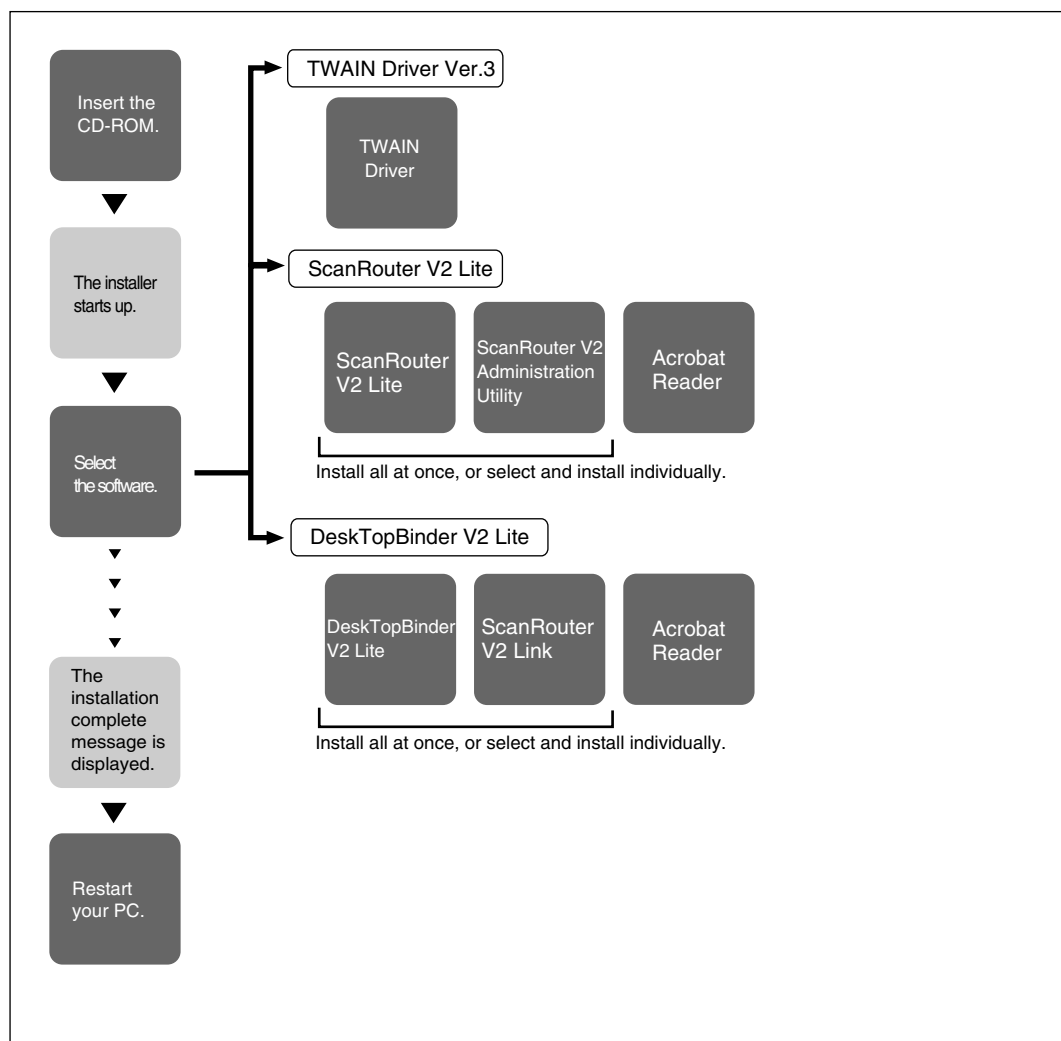 Insert the
CD-ROM.
The installer
starts up.
Select
the software.
The
installation
complete
message is
displayed.
Restart
your PC.
TWAIN Driver Ver.3
TWAIN
Driver
ScanRouter V2 Lite
ScanRouter
V2 Lite
ScanRouter V2
Administration
Utility
Acrobat
Reader
Install all at once, or select and install individually.
DeskTopBinder V2 Lite
DeskTopBinder
V2 Lite
ScanRouter
V2 Link
Acrobat
Reader
Install all at once, or select and install individually.